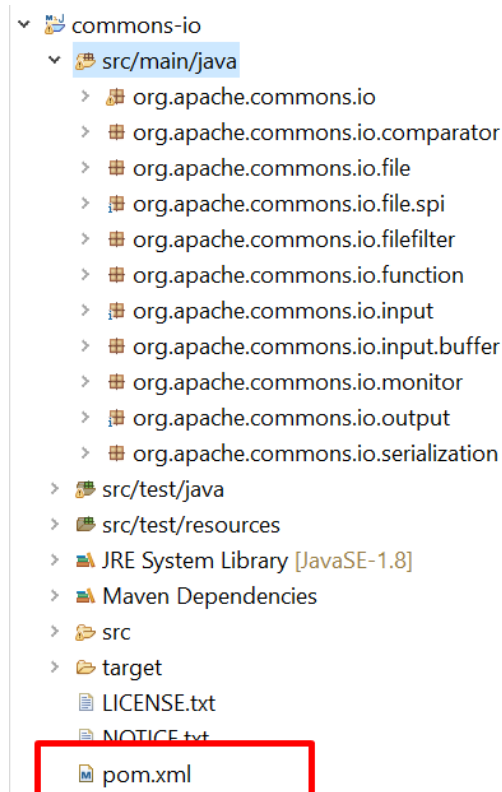 commons-io
src/main/java
org.apache.commons.io
org.apache.commons.io.comparator
org.apache.commons.io.file
org.apache.commons.io.file.spi
org.apache.commons.io.filefilter
org.apache.commons.io.function
org.apache.commons.io.input
org.apache.commons.io.input.buffer
org.apache.commons.io.monitor
org.apache.commons.io.output
org.apache.commons.io.serialization
src/test/java
src/test/resources
JRE System Library [JavaSE-1.8]
Maven Dependencies
src
target
LICENSE.txt
NOTICE.txt
pom.xml